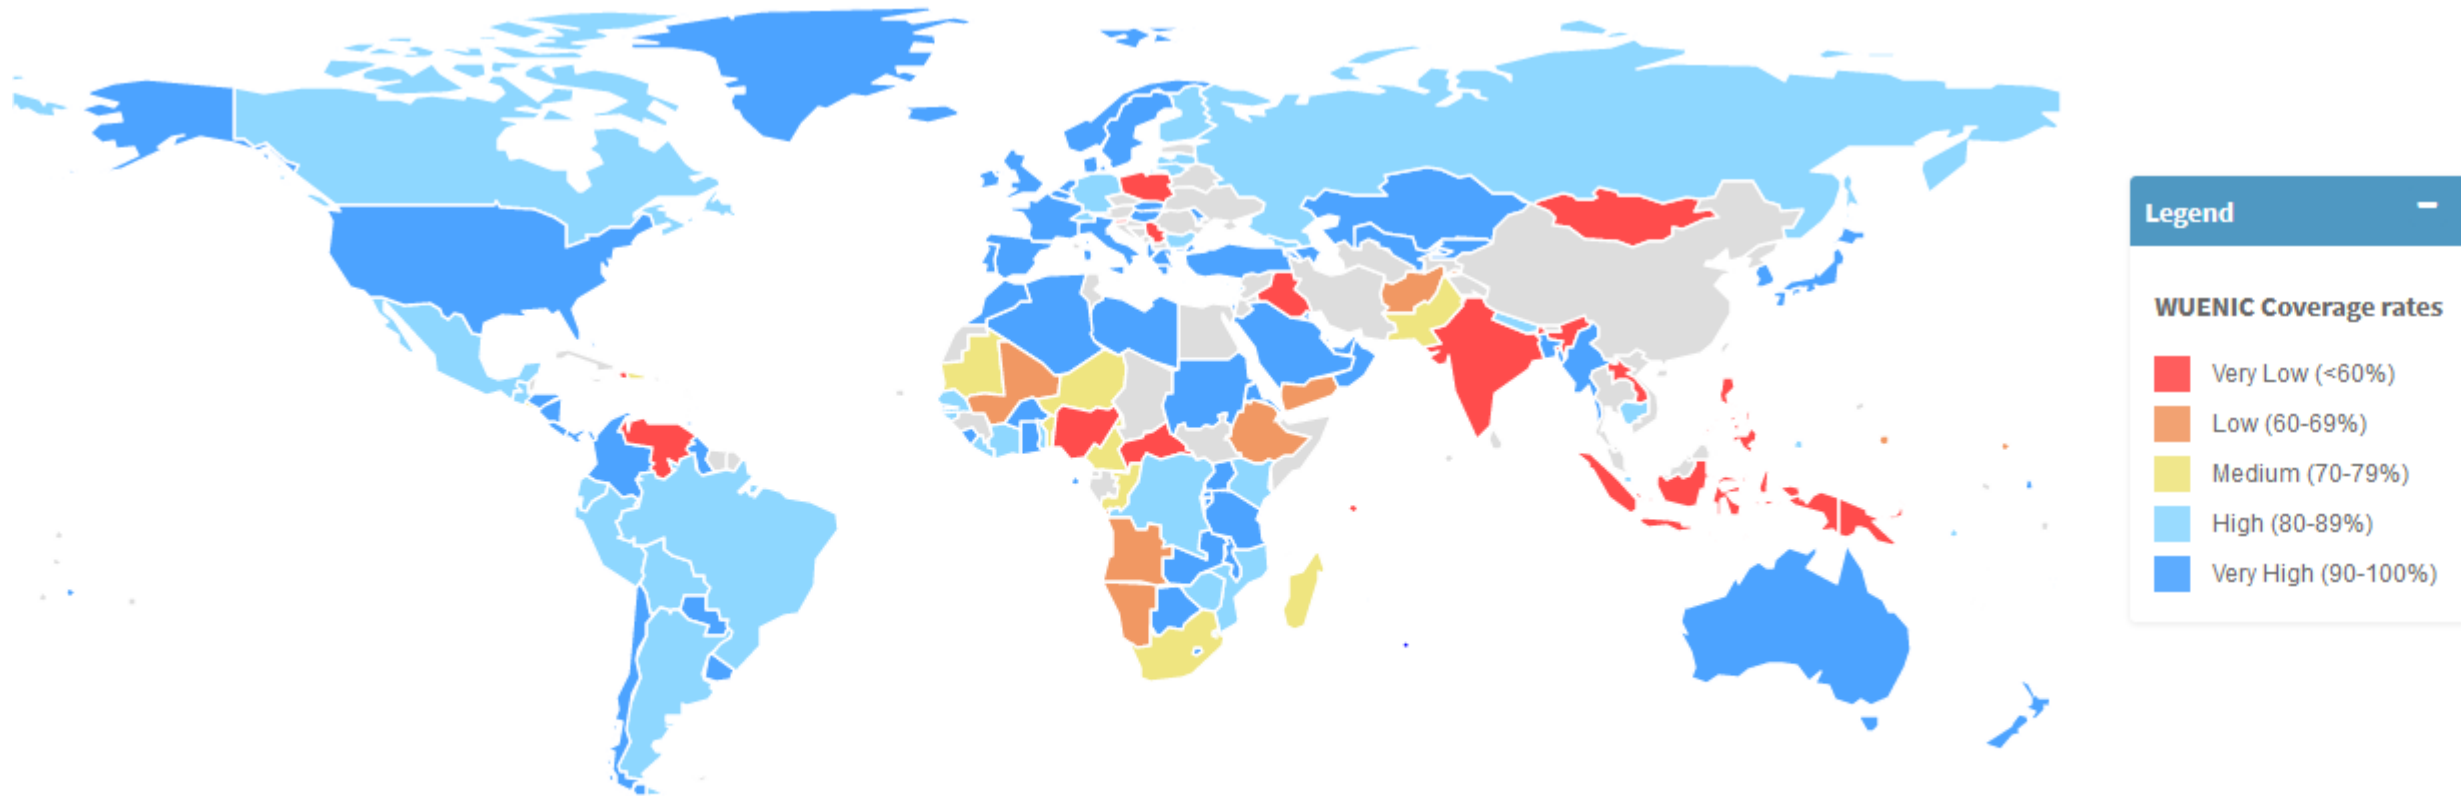 Legend
WUENIC Coverage rates
Very Low (<60%)
Low (60-69%)
Medium (70-79%)
High (80-89%)
Very High (90-100%)